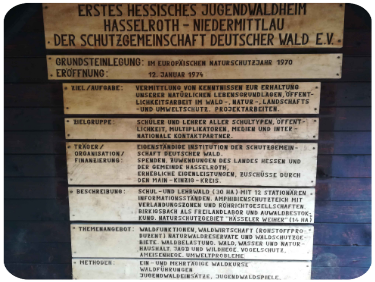 ERSTES HESSISCHES JUGENDWALDHEIM
HASSELROTH - NIEDERMITTLAU
DER SCHUTZGEMEINSCHAFT DEUTSCHER WALD E.V.
GRUNDSTEINLEGUNG: IM EUROPÄISCHEN NATURSCHUTZJAHR 1970
ERÖFFNUNG: 12. JANUAR 1974
ZIEL/AUFGABE: VERMITTLUNG VON KENNTNISSEN ZUR ERHALTUNG
UNSERER NATÜRLICHEN LEBENSGRUNDLAGEN, ÖFFENT-
LICHKEITSARBEIT IM WALD-, NATUR-, LANDSCHAFTS
UND UMWELTSCHUTZ. PROJEKTARBEITEN.
ZIELGRUPPE: SCHÜLER UND LEHRER ALLER SCHULTYPEN, ÖFFENT-
LICHKEIT, MULTIPLIKATOREN, MEDIEN UND INTER-
NATIONALE KONTAKTPARTNER.
TRÄGER/ EIGENSTÄNDIGE INSTITUTION DER SCHUTZGEMEIN-
ORGANISATION/ SCHAFT DEUTSCHER WALD.
FINANZIERUNG: SPENDEN, ZUWENDUNGEN DES LANDES HESSEN UND
DER GEMEINDE HASSELROTH,
ERHEBLICHE EIGENLEISTUNGEN, ZUSCHÜSSE DURCH
DEN MAIN-KINZIG-KREIS.
BESCHREIBUNG: SCHUL- UND LEHRWALD (30 HA) MIT 12 STATIONÄREN
INFORMATIONSSTÄNDEN, AMPHIBIENSCHUTZTEICH MIT
VERLANDUNGSZONEN UND RÖHRICHTGESELLSCHAFTEN.
BIRKIGSBACH ALS FREILANDLABOR UND AUWALDBESTOK-
KUNG. NATURSCHUTZGEBIET "HASSELER WEIHER" (14 HA)
THEMENANGEBOT: WALDFUNKTIONEN, WALDWIRTSCHAFT (ROHSTOFFPRO
DUZENT) NATURWALDRESERVATE UND WALDSCHUTZGE-
BIETE. WALDBELASTUNG. WALD, WASSER UND NATUR-
HAUSHALT. JAGD UND WILDHEGE, VOGELSCHUTZ,
AMEISENHEGE, UMWELTPROBLEME
METHODEN: EIN- UND MEHRTÄGIGE WALDKURSE
WALDFÜHRUNGEN
JUGENDWALDEINSÄTZE, JUGENDWALDSPIELE.